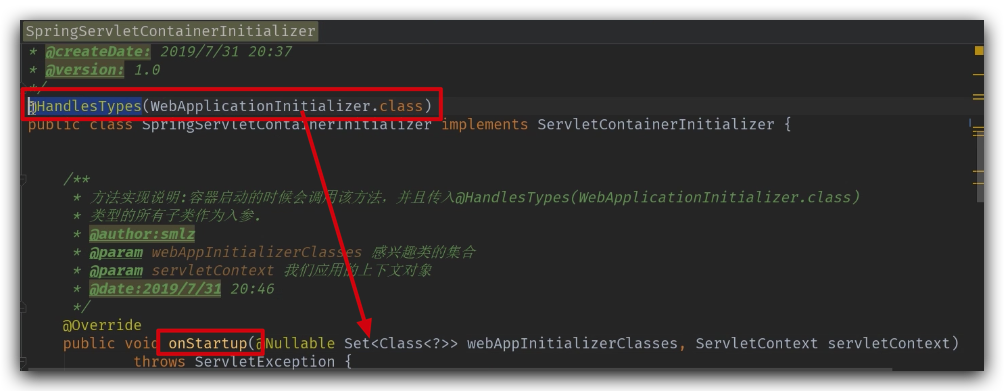 SpringServletContainerInitializer
* @createDate: 2019/7/31 20:37
* @version: 1.0
*/
@HandlesTypes(WebApplicationInitializer.class)
public class SpringServletContainerInitializer implements ServletContainerInitializer {
/**
* 方法实现说明:容器启动的时候会调用该方法，并且传入@HandlesTypes(WebApplicationInitializer.class)
* 类型的所有子类作为入参.
* @author:smlz
* @param webAppInitializerClasses 感兴趣类的集合
* @param servletContext 我们应用的上下文对象
* @date:2019/7/31 20:46
*/
@Override
public void onStartup(@Nullable Set<Class<?>> webAppInitializerClasses, ServletContext servletContext)
throws ServletException {